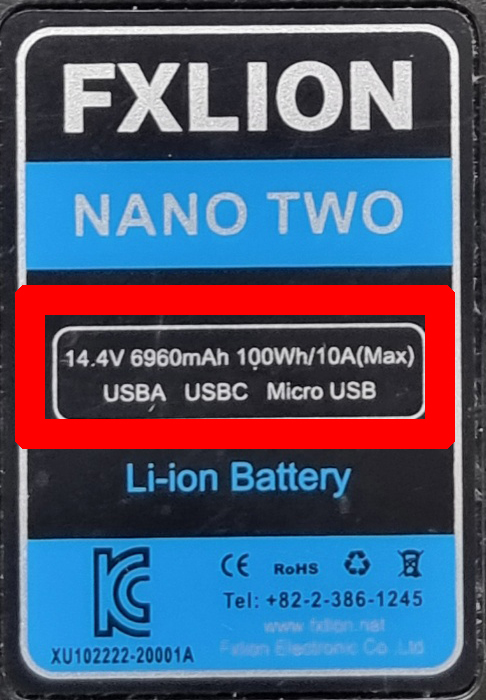 FXLION
NANO TWO
14.4V 6960mAh 100Wh/10A(Max)
USBA USBC Micro USB
Li-ion Battery
CE RoHS
Tel: +82-2-386-1245
www.fxlion.net
XU102222-20001A
Fxlion Electronic Co .Ltd